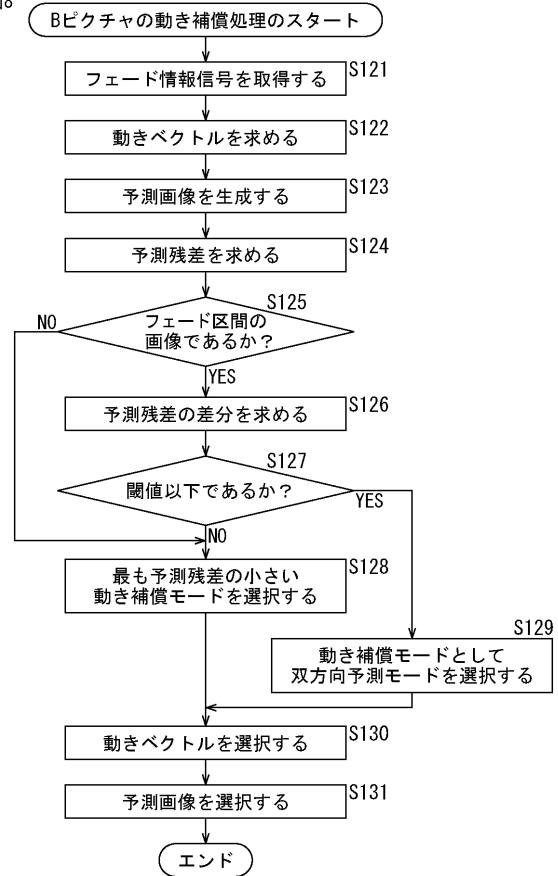 Bピクチャの動き補償処理のスタート
フェード情報信号を取得する
S121
動きベクトルを求める
S122
予測画像を生成する
S123
予測残差を求める
S124
S125
フェード区間の
画像であるか？
NO
YES
予測残差の差分を求める
S126
S127
閾値以下であるか？
YES
NO
最も予測残差の小さい
動き補償モードを選択する
S128
S129
動き補償モードとして
双方向予測モードを選択する
動きベクトルを選択する
S130
予測画像を選択する
S131
エンド